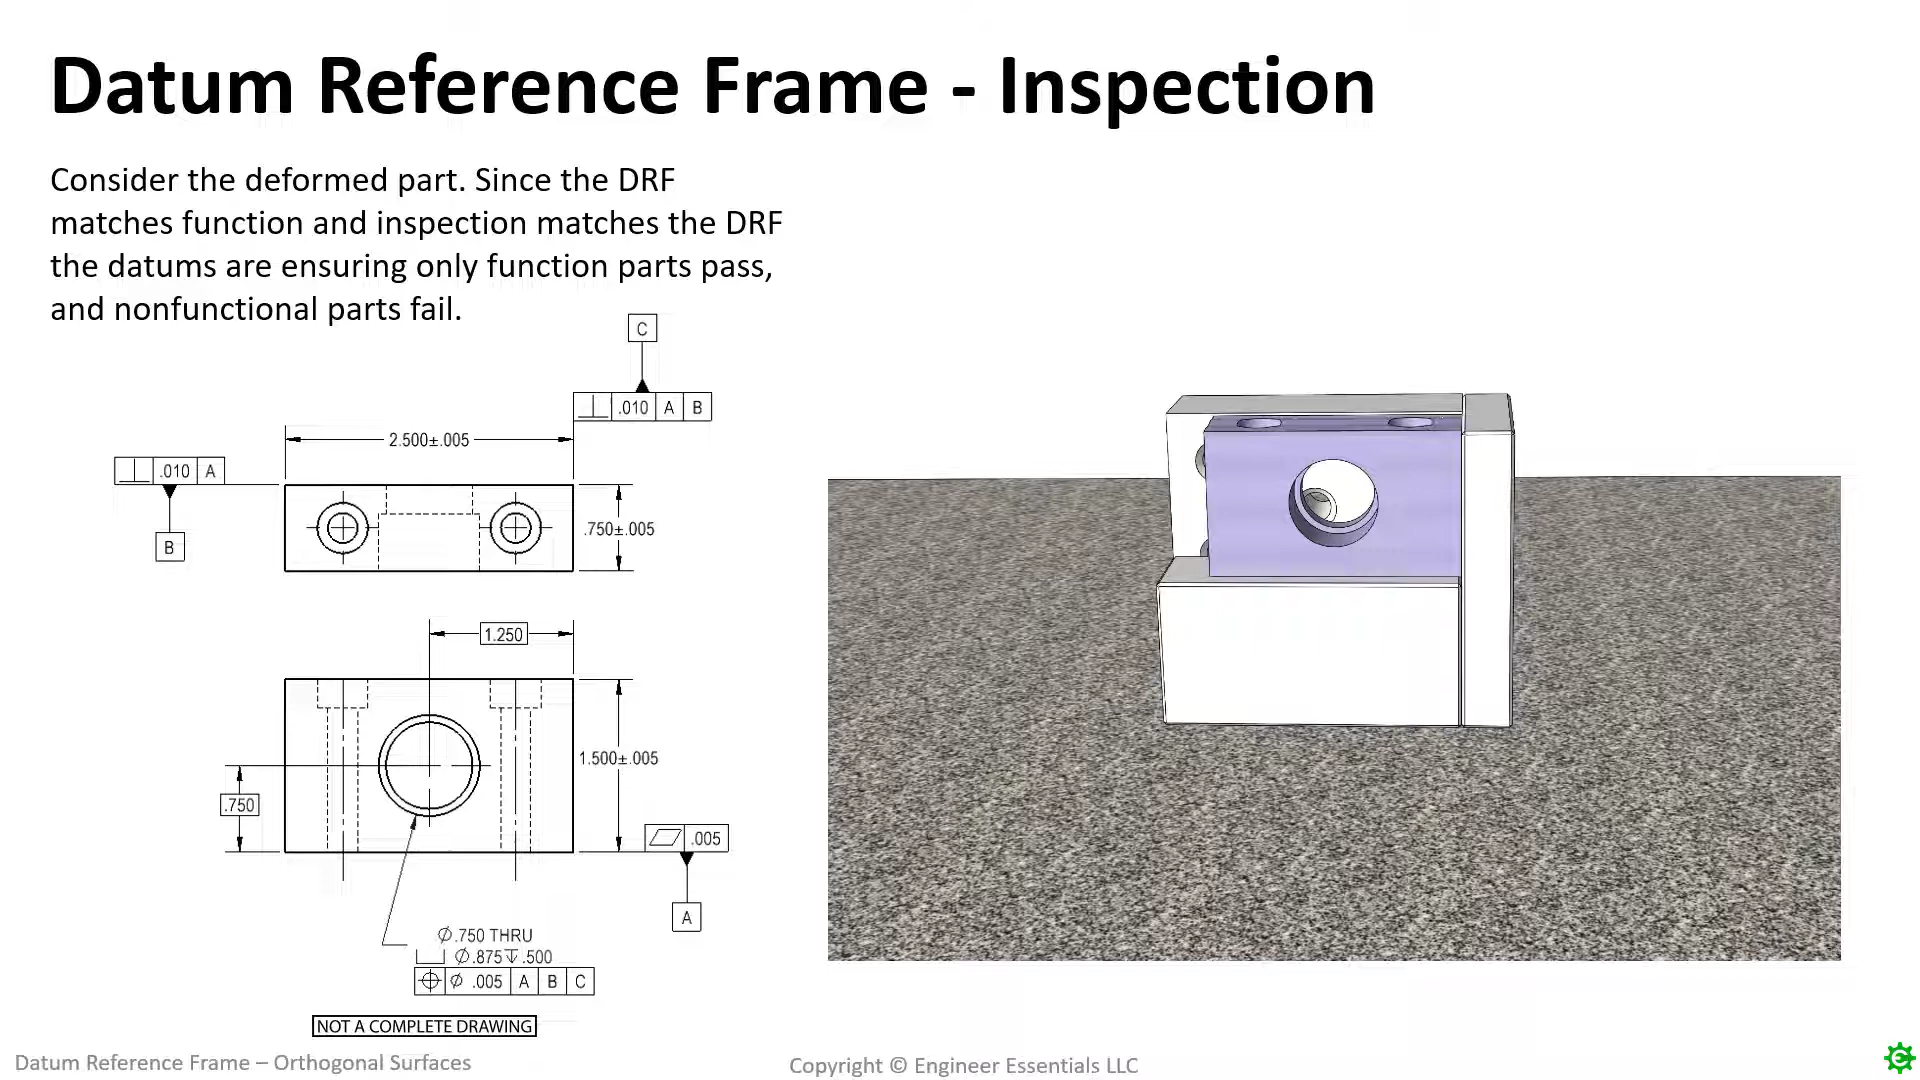 Datum Reference Frame - Inspection
Consider the deformed part. Since the DRF
matches function and inspection matches the DRF
the datums are ensuring only function parts pass,
and nonfunctional parts fail.
C
⊥ .010 A B
2.500±.005
⊥ .010 A
B
.750±.005
1.250
1.500±.005
.750
⏥ .005
A
⌀.750 THRU
⌴ ⌀.875↧.500
⌖ ⌀ .005 A B C
NOT A COMPLETE DRAWING
Datum Reference Frame – Orthogonal Surfaces
Copyright © Engineer Essentials LLC